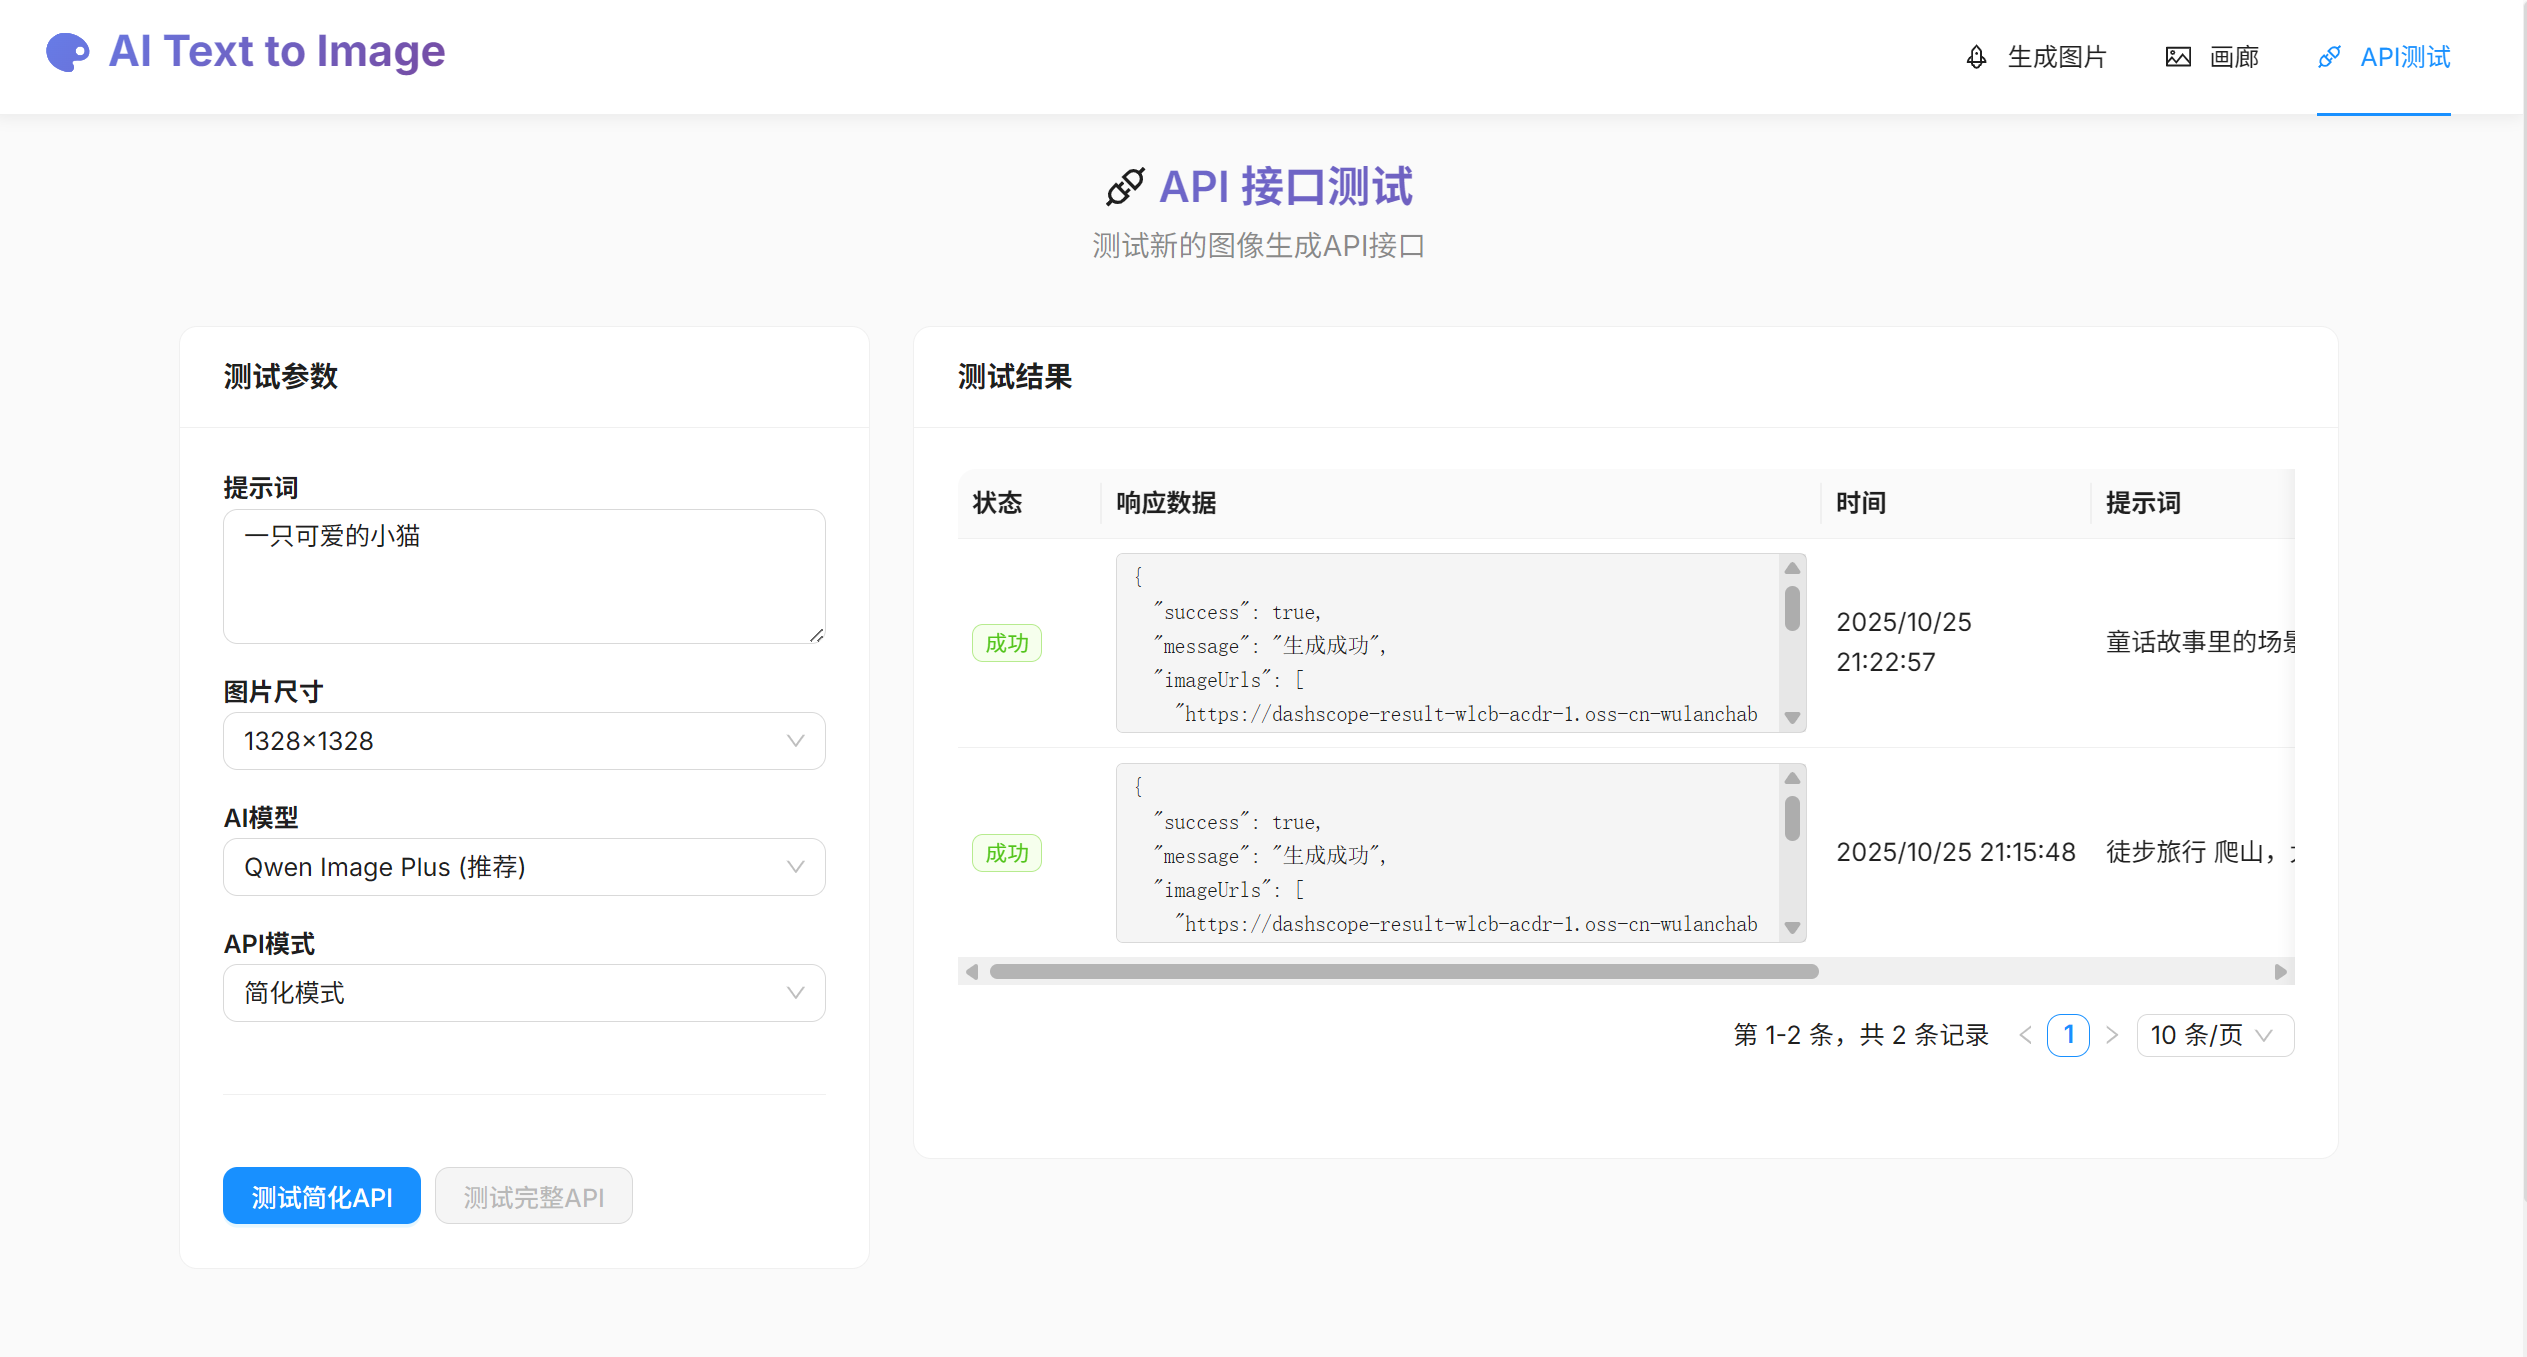 AI Text to Image
生成图片
画廊
API测试
API 接口测试
测试新的图像生成API接口
测试参数
提示词
一只可爱的小猫
图片尺寸
1328×1328
AI模型
Qwen Image Plus (推荐)
API模式
简化模式
测试简化API
测试完整API
测试结果
状态
响应数据
时间
提示词
成功
{
"success": true,
"message": "生成成功",
"imageUrls": [
"https://dashscope-result-wlcb-acdr-1.oss-cn-wulanchab
2025/10/25
21:22:57
童话故事里的场景
成功
{
"success": true,
"message": "生成成功",
"imageUrls": [
"https://dashscope-result-wlcb-acdr-1.oss-cn-wulanchab
2025/10/25 21:15:48
徒步旅行 爬山，
第 1-2 条，共 2 条记录
1
10 条/页